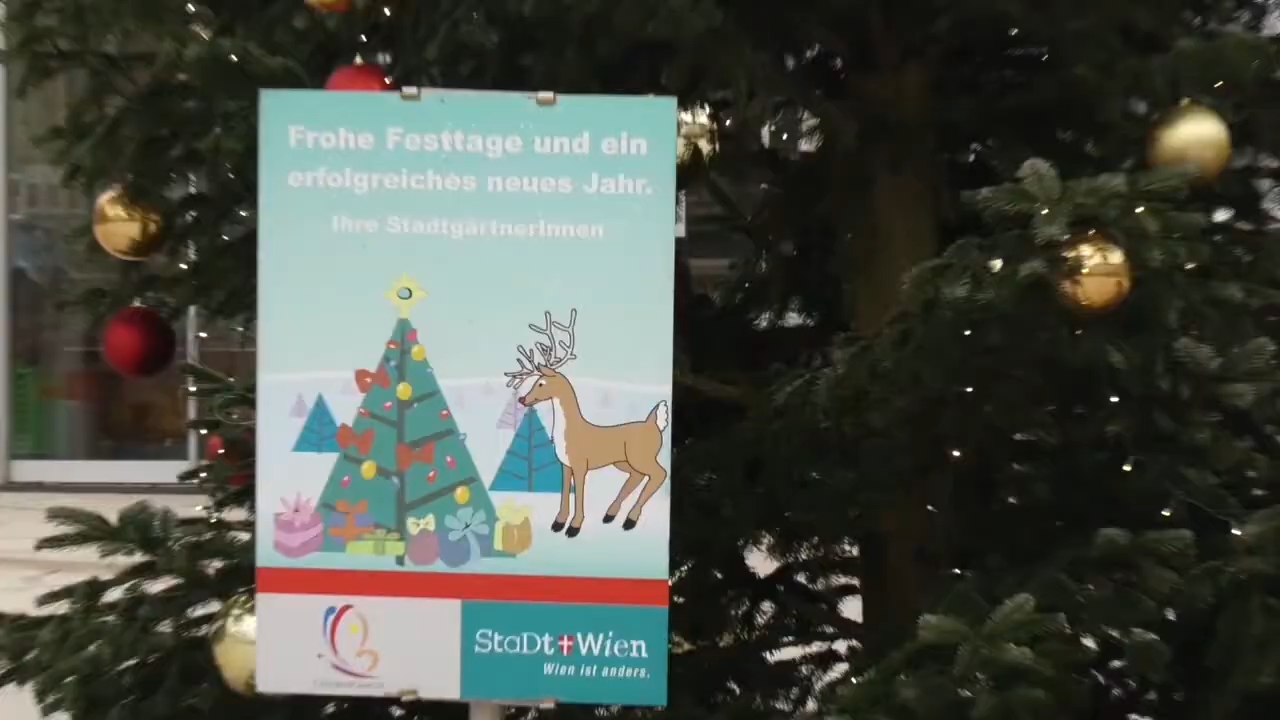 Frohe Festtage und ein
erfolgreiches neues Jahr.
Ihre StadtgärtnerInnen
StaDt Wien
Wien ist anders.